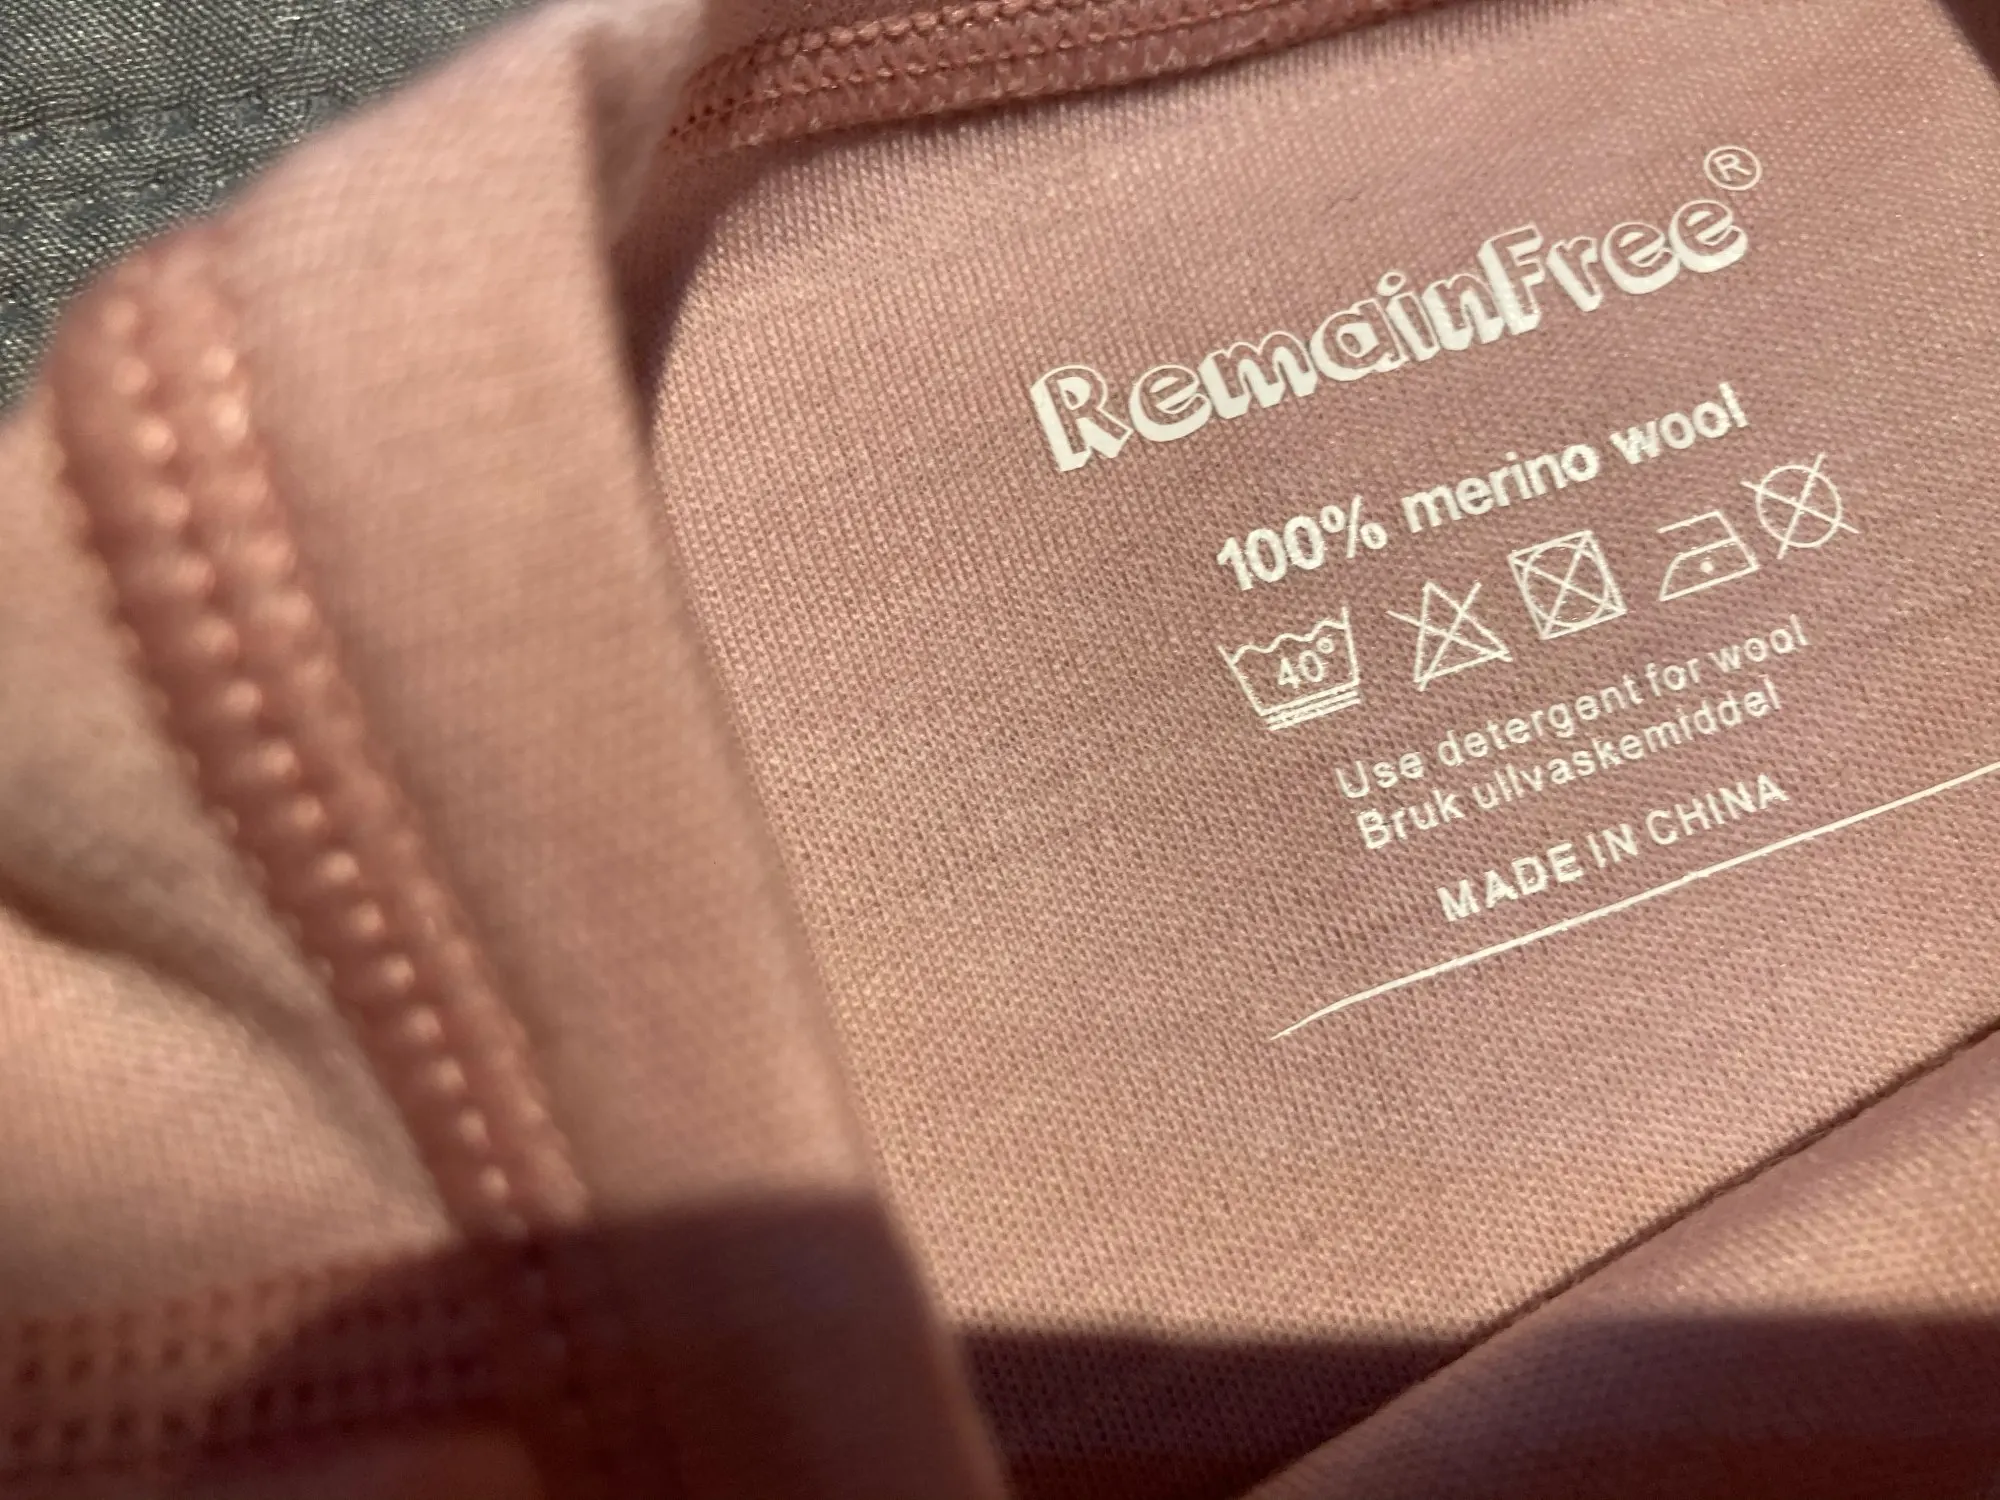 RemainFree®
100% merino wool
40°
Use detergent for wool
Bruk ullvaskemiddel
MADE IN CHINA